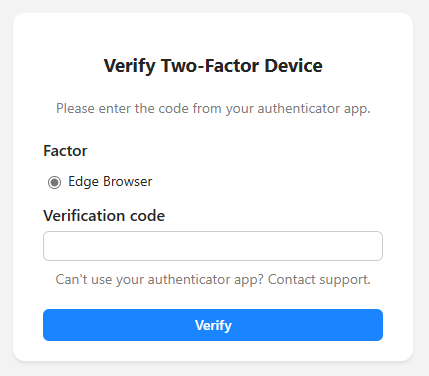 Verify Two-Factor Device
Please enter the code from your authenticator app.
Factor
Edge Browser
Verification code
Can't use your authenticator app? Contact support.
Verify